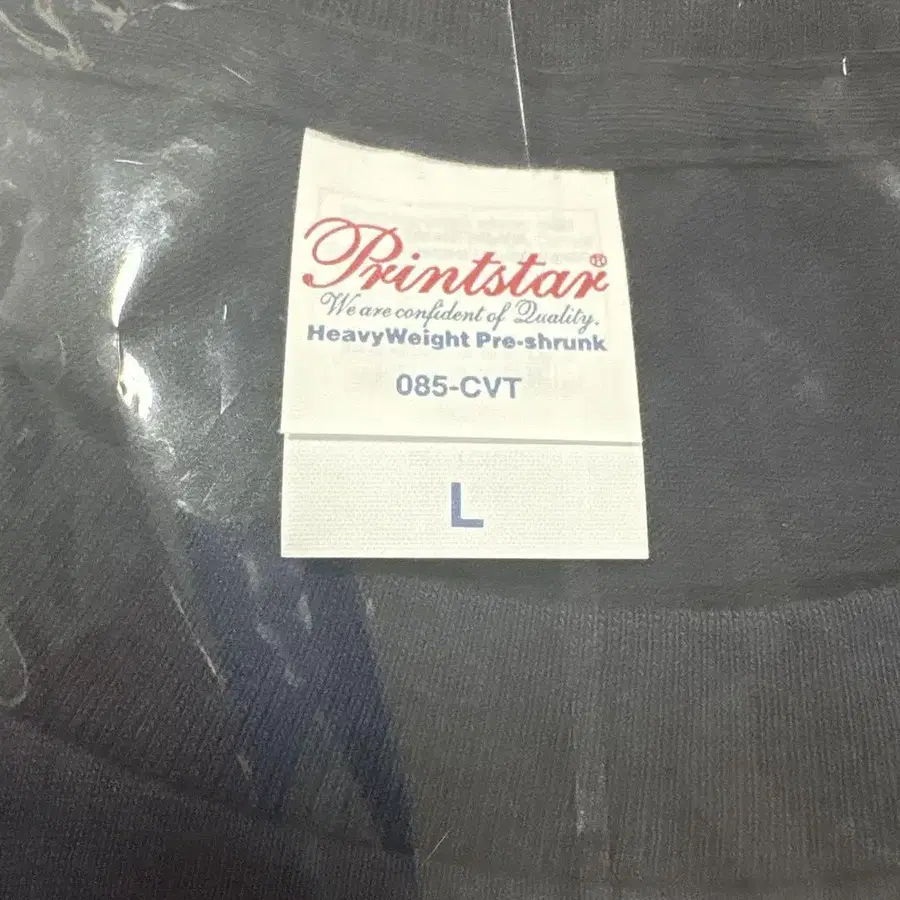 Printstar®
We are confident of Quality.
HeavyWeight Pre-shrunk
085-CVT
L